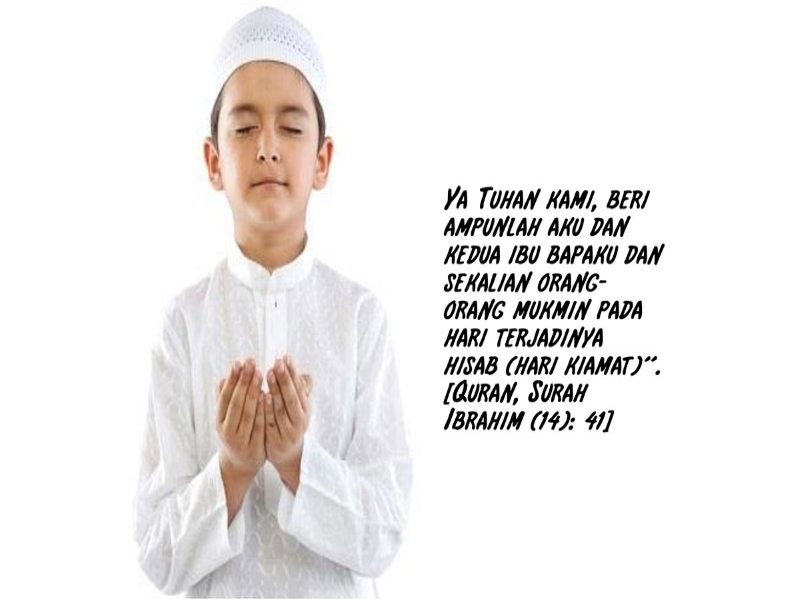 Ya Tuhan kami, beri
ampunlah aku dan
kedua ibu bapaku dan
sekalian orang-
orang mukmin pada
hari terjadinya
hisab (hari kiamat)".
[Quran, Surah
Ibrahim (14): 41]